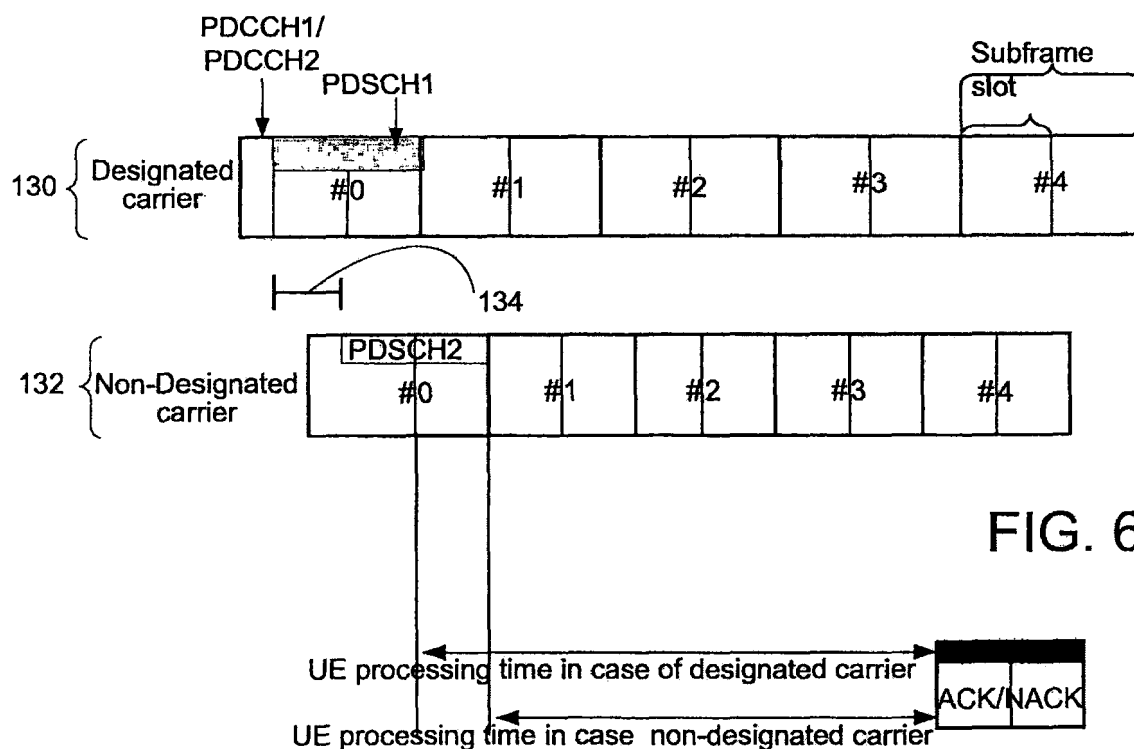 PDCCH1/
PDCCH2
PDSCH1
Subframe
slot
130
Designated
carrier
#0
#1
#2
#3
#4
134
132
Non-Designated
carrier
PDSCH2
#0
#1
#2
#3
#4
FIG. 6
UE processing time in case of designated carrier
ACK/NACK
UE processing time in case non-designated carrier